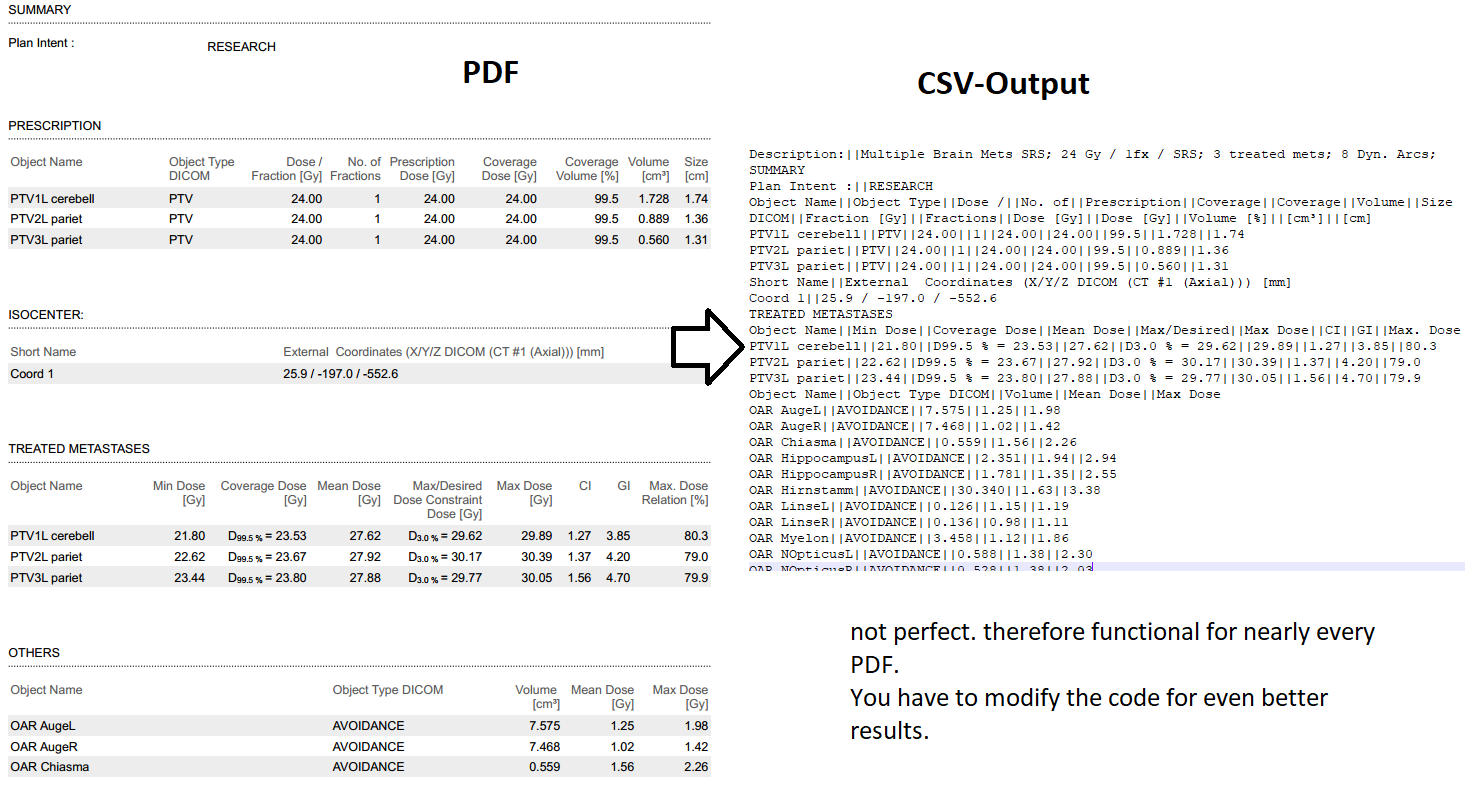 SUMMARY
Plan Intent : RESEARCH
PDF
PRESCRIPTION
Object Name Object Type Dose / No. of Prescription Coverage Coverage Volume Size
DICOM Fraction [Gy] Fractions Dose [Gy] Dose [Gy] Volume [%] [cm³] [cm]
PTV1L cerebell PTV 24.00 1 24.00 24.00 99.5 1.728 1.74
PTV2L pariet PTV 24.00 1 24.00 24.00 99.5 0.889 1.36
PTV3L pariet PTV 24.00 1 24.00 24.00 99.5 0.560 1.31
ISOCENTER:
Short Name External  Coordinates (X/Y/Z DICOM (CT #1 (Axial))) [mm]
Coord 1 25.9 / -197.0 / -552.6
TREATED METASTASES
Object Name Min Dose Coverage Dose Mean Dose Max/Desired Max Dose CI GI Max. Dose
[Gy] [Gy] [Gy] Dose Constraint [Gy] Relation [%]
Dose [Gy]
PTV1L cerebell 21.80 D99.5 % = 23.53 27.62 D3.0 % = 29.62 29.89 1.27 3.85 80.3
PTV2L pariet 22.62 D99.5 % = 23.67 27.92 D3.0 % = 30.17 30.39 1.37 4.20 79.0
PTV3L pariet 23.44 D99.5 % = 23.80 27.88 D3.0 % = 29.77 30.05 1.56 4.70 79.9
OTHERS
Object Name Object Type DICOM Volume Mean Dose Max Dose
[cm³] [Gy] [Gy]
OAR AugeL AVOIDANCE 7.575 1.25 1.98
OAR AugeR AVOIDANCE 7.468 1.02 1.42
OAR Chiasma AVOIDANCE 0.559 1.56 2.26
CSV-Output
Description:||Multiple Brain Mets SRS; 24 Gy / 1fx / SRS; 3 treated mets; 8 Dyn. Arcs;
SUMMARY
Plan Intent :||RESEARCH
Object Name||Object Type||Dose /||No. of||Prescription||Coverage||Coverage||Volume||Size
DICOM||Fraction [Gy]||Fractions||Dose [Gy]||Dose [Gy]||Volume [%]||[cm³]||[cm]
PTV1L cerebell||PTV||24.00||1||24.00||24.00||99.5||1.728||1.74
PTV2L pariet||PTV||24.00||1||24.00||24.00||99.5||0.889||1.36
PTV3L pariet||PTV||24.00||1||24.00||24.00||99.5||0.560||1.31
Short Name||External  Coordinates (X/Y/Z DICOM (CT #1 (Axial))) [mm]
Coord 1||25.9 / -197.0 / -552.6
TREATED METASTASES
Object Name||Min Dose||Coverage Dose||Mean Dose||Max/Desired||Max Dose||CI||GI||Max. Dose
PTV1L cerebell||21.80||D99.5 % = 23.53||27.62||D3.0 % = 29.62||29.89||1.27||3.85||80.3
PTV2L pariet||22.62||D99.5 % = 23.67||27.92||D3.0 % = 30.17||30.39||1.37||4.20||79.0
PTV3L pariet||23.44||D99.5 % = 23.80||27.88||D3.0 % = 29.77||30.05||1.56||4.70||79.9
Object Name||Object Type DICOM||Volume||Mean Dose||Max Dose
OAR AugeL||AVOIDANCE||7.575||1.25||1.98
OAR AugeR||AVOIDANCE||7.468||1.02||1.42
OAR Chiasma||AVOIDANCE||0.559||1.56||2.26
OAR HippocampusL||AVOIDANCE||2.351||1.94||2.94
OAR HippocampusR||AVOIDANCE||1.781||1.35||2.55
OAR Hirnstamm||AVOIDANCE||30.340||1.63||3.38
OAR LinseL||AVOIDANCE||0.126||1.15||1.19
OAR LinseR||AVOIDANCE||0.136||0.98||1.11
OAR Myelon||AVOIDANCE||3.458||1.12||1.86
OAR NOpticusL||AVOIDANCE||0.588||1.38||2.30
OAR NOpticusR||AVOIDANCE||0.528||1.38||2.03
not perfect. therefore functional for nearly every
PDF.
You have to modify the code for even better
results.